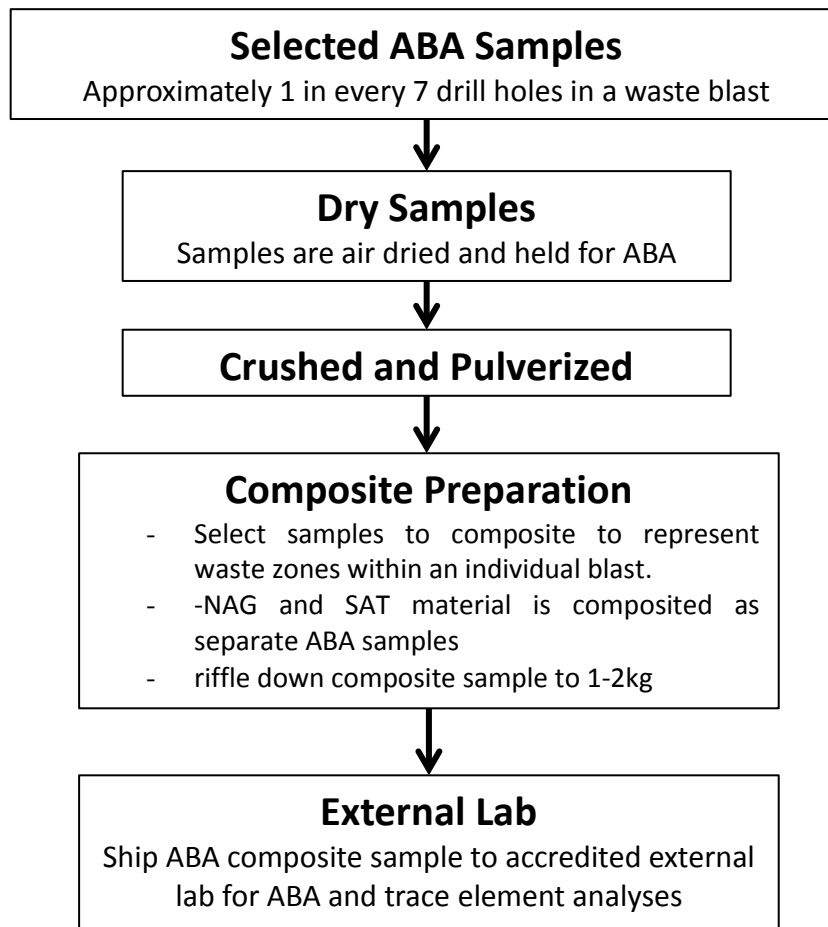 Selected ABA Samples
Approximately 1 in every 7 drill holes in a waste blast
Dry Samples
Samples are air dried and held for ABA
Crushed and Pulverized
Composite Preparation
- Select samples to composite to represent
waste zones within an individual blast.
- -NAG and SAT material is composited as
separate ABA samples
- riffle down composite sample to 1-2kg
External Lab
Ship ABA composite sample to accredited external
lab for ABA and trace element analyses